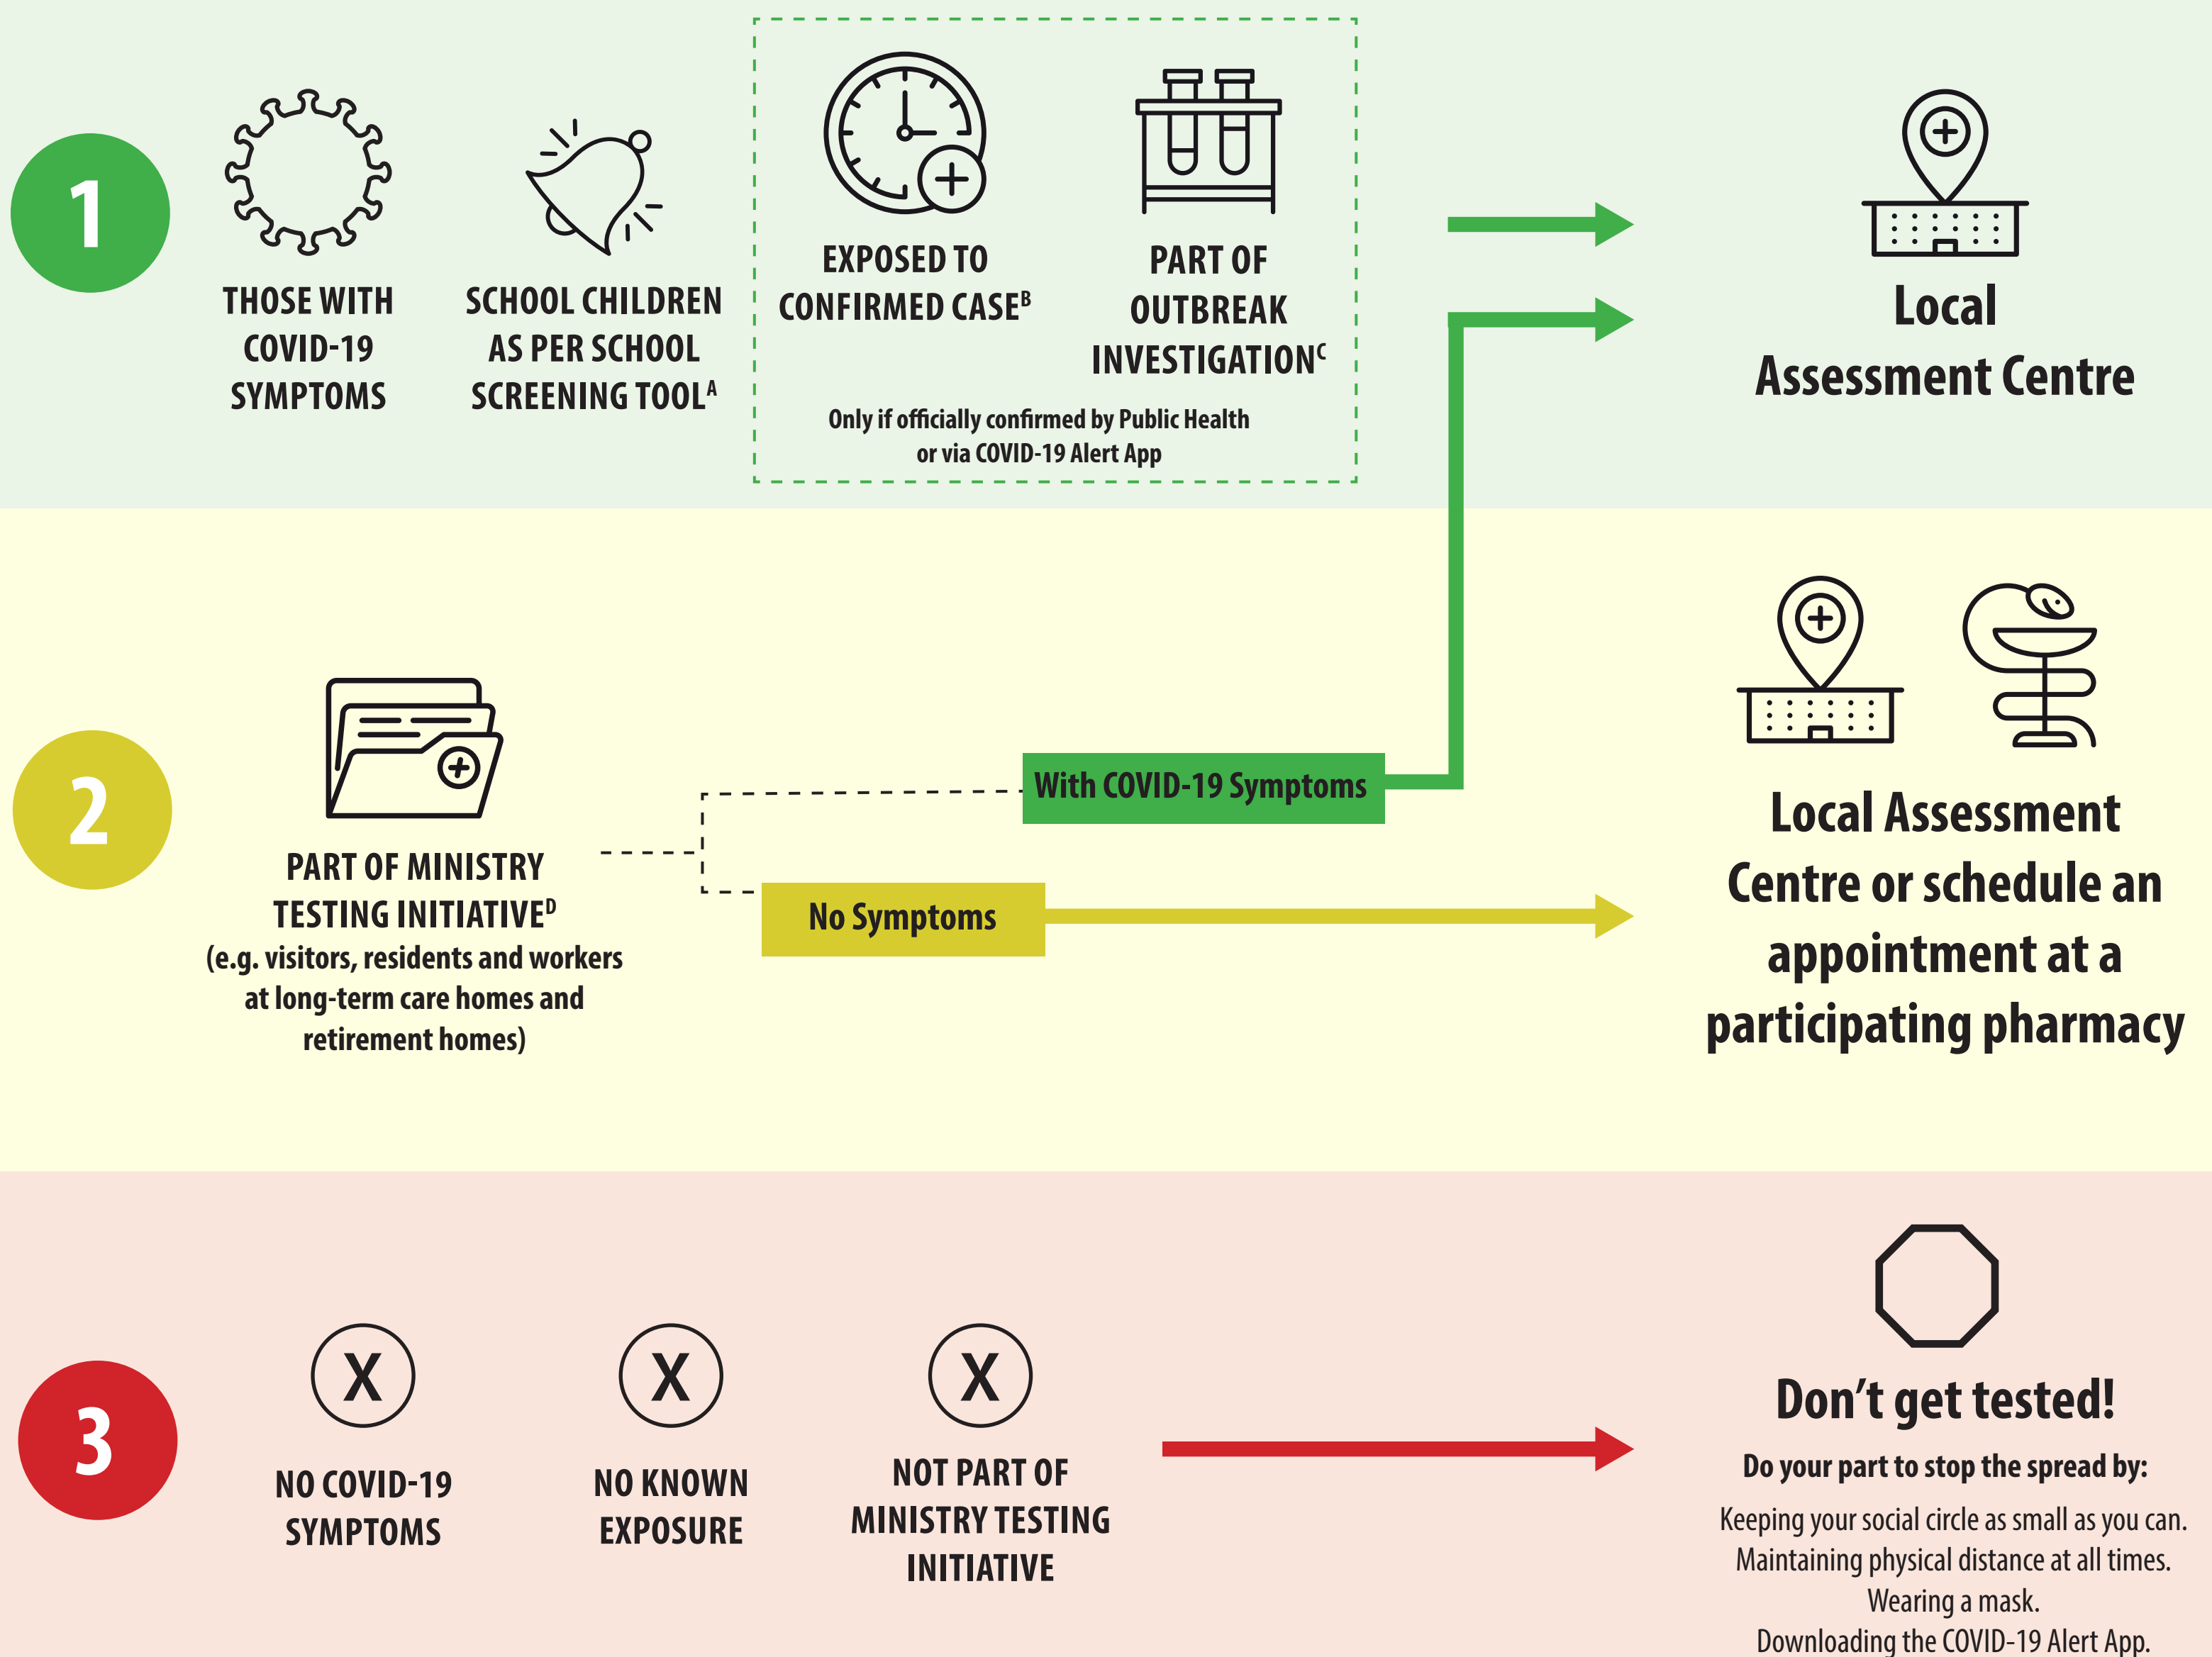 1
THOSE WITH
COVID-19
SYMPTOMS
SCHOOL CHILDREN
AS PER SCHOOL
SCREENING TOOLA
EXPOSED TO
CONFIRMED CASEB
PART OF
OUTBREAK
INVESTIGATIONC
Only if officially confirmed by Public Health
or via COVID-19 Alert App
Local
Assessment Centre
2
PART OF MINISTRY
TESTING INITIATIVED
(e.g. visitors, residents and workers
at long-term care homes and
retirement homes)
With COVID-19 Symptoms
No Symptoms
Local Assessment
Centre or schedule an
appointment at a
participating pharmacy
3
X
NO COVID-19
SYMPTOMS
X
NO KNOWN
EXPOSURE
X
NOT PART OF
MINISTRY TESTING
INITIATIVE
Don't get tested!
Do your part to stop the spread by:
Keeping your social circle as small as you can.
Maintaining physical distance at all times.
Wearing a mask.
Downloading the COVID-19 Alert App.